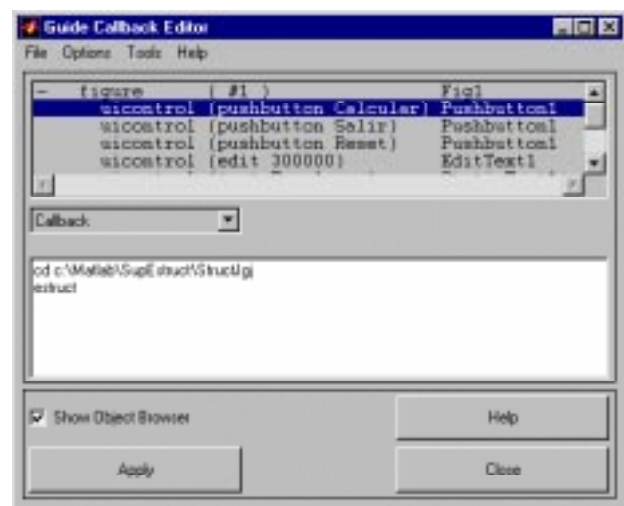 Guide Callback Editor
File Options Tools Help
- figure ( #1 ) Fig1
uicontrol (pushbutton Calcular) Pushbutton1
uicontrol (pushbutton Salir) Pushbutton1
uicontrol (pushbutton Reset) Pushbutton1
uicontrol (edit 300000) EditText1
Callback
cd c:\Matlab\SupEstruct\
estruct
Show Object Browser
Help
Apply
Close